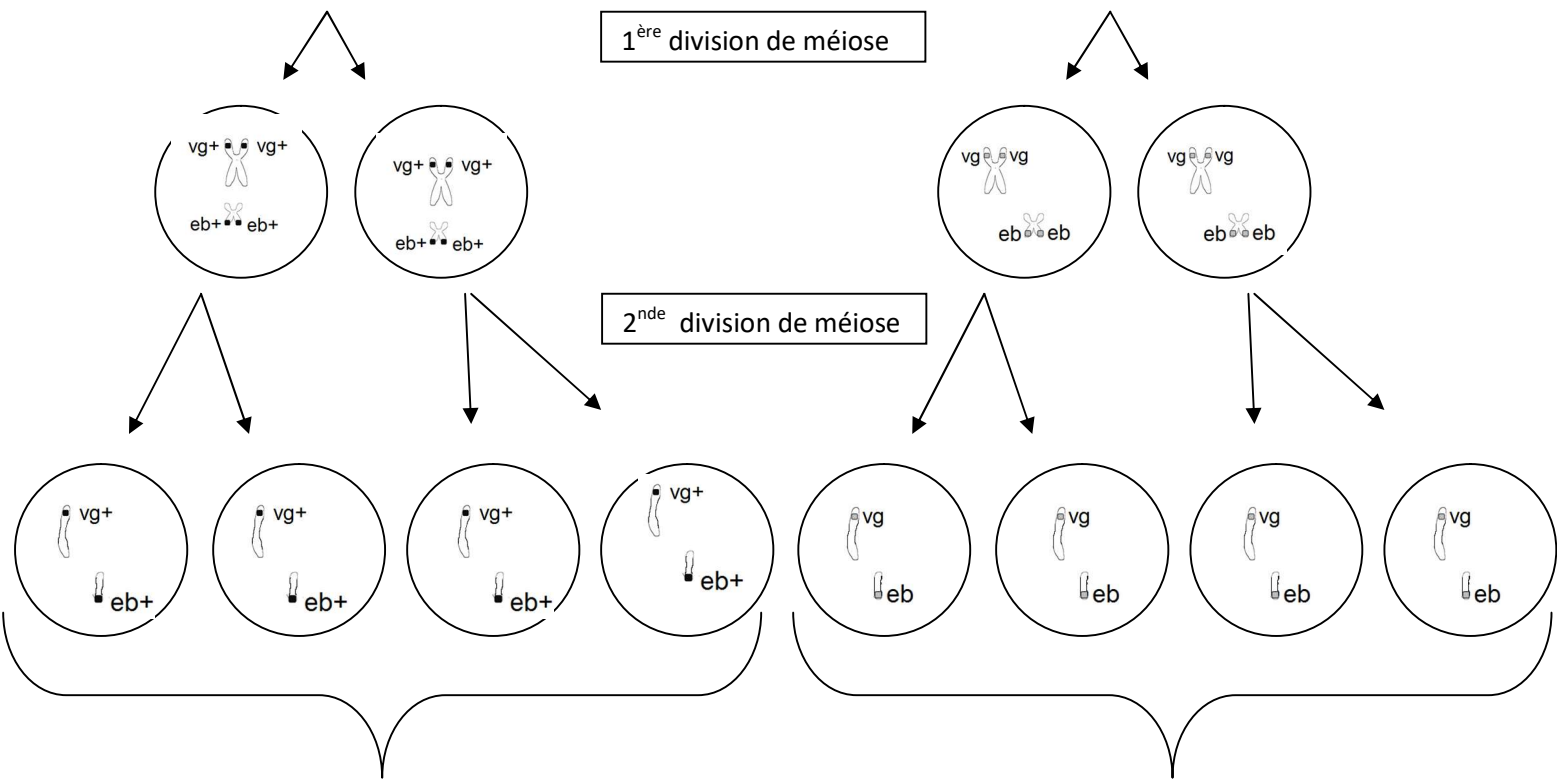 1ère division de méiose
vg+ vg+
eb+ eb+
vg+ vg+
eb+ eb+
vg vg
eb eb
vg vg
eb eb
2nde division de méiose
vg+
eb+
vg+
eb+
vg+
eb+
vg+
eb+
vg
eb
vg
eb
vg
eb
vg
eb